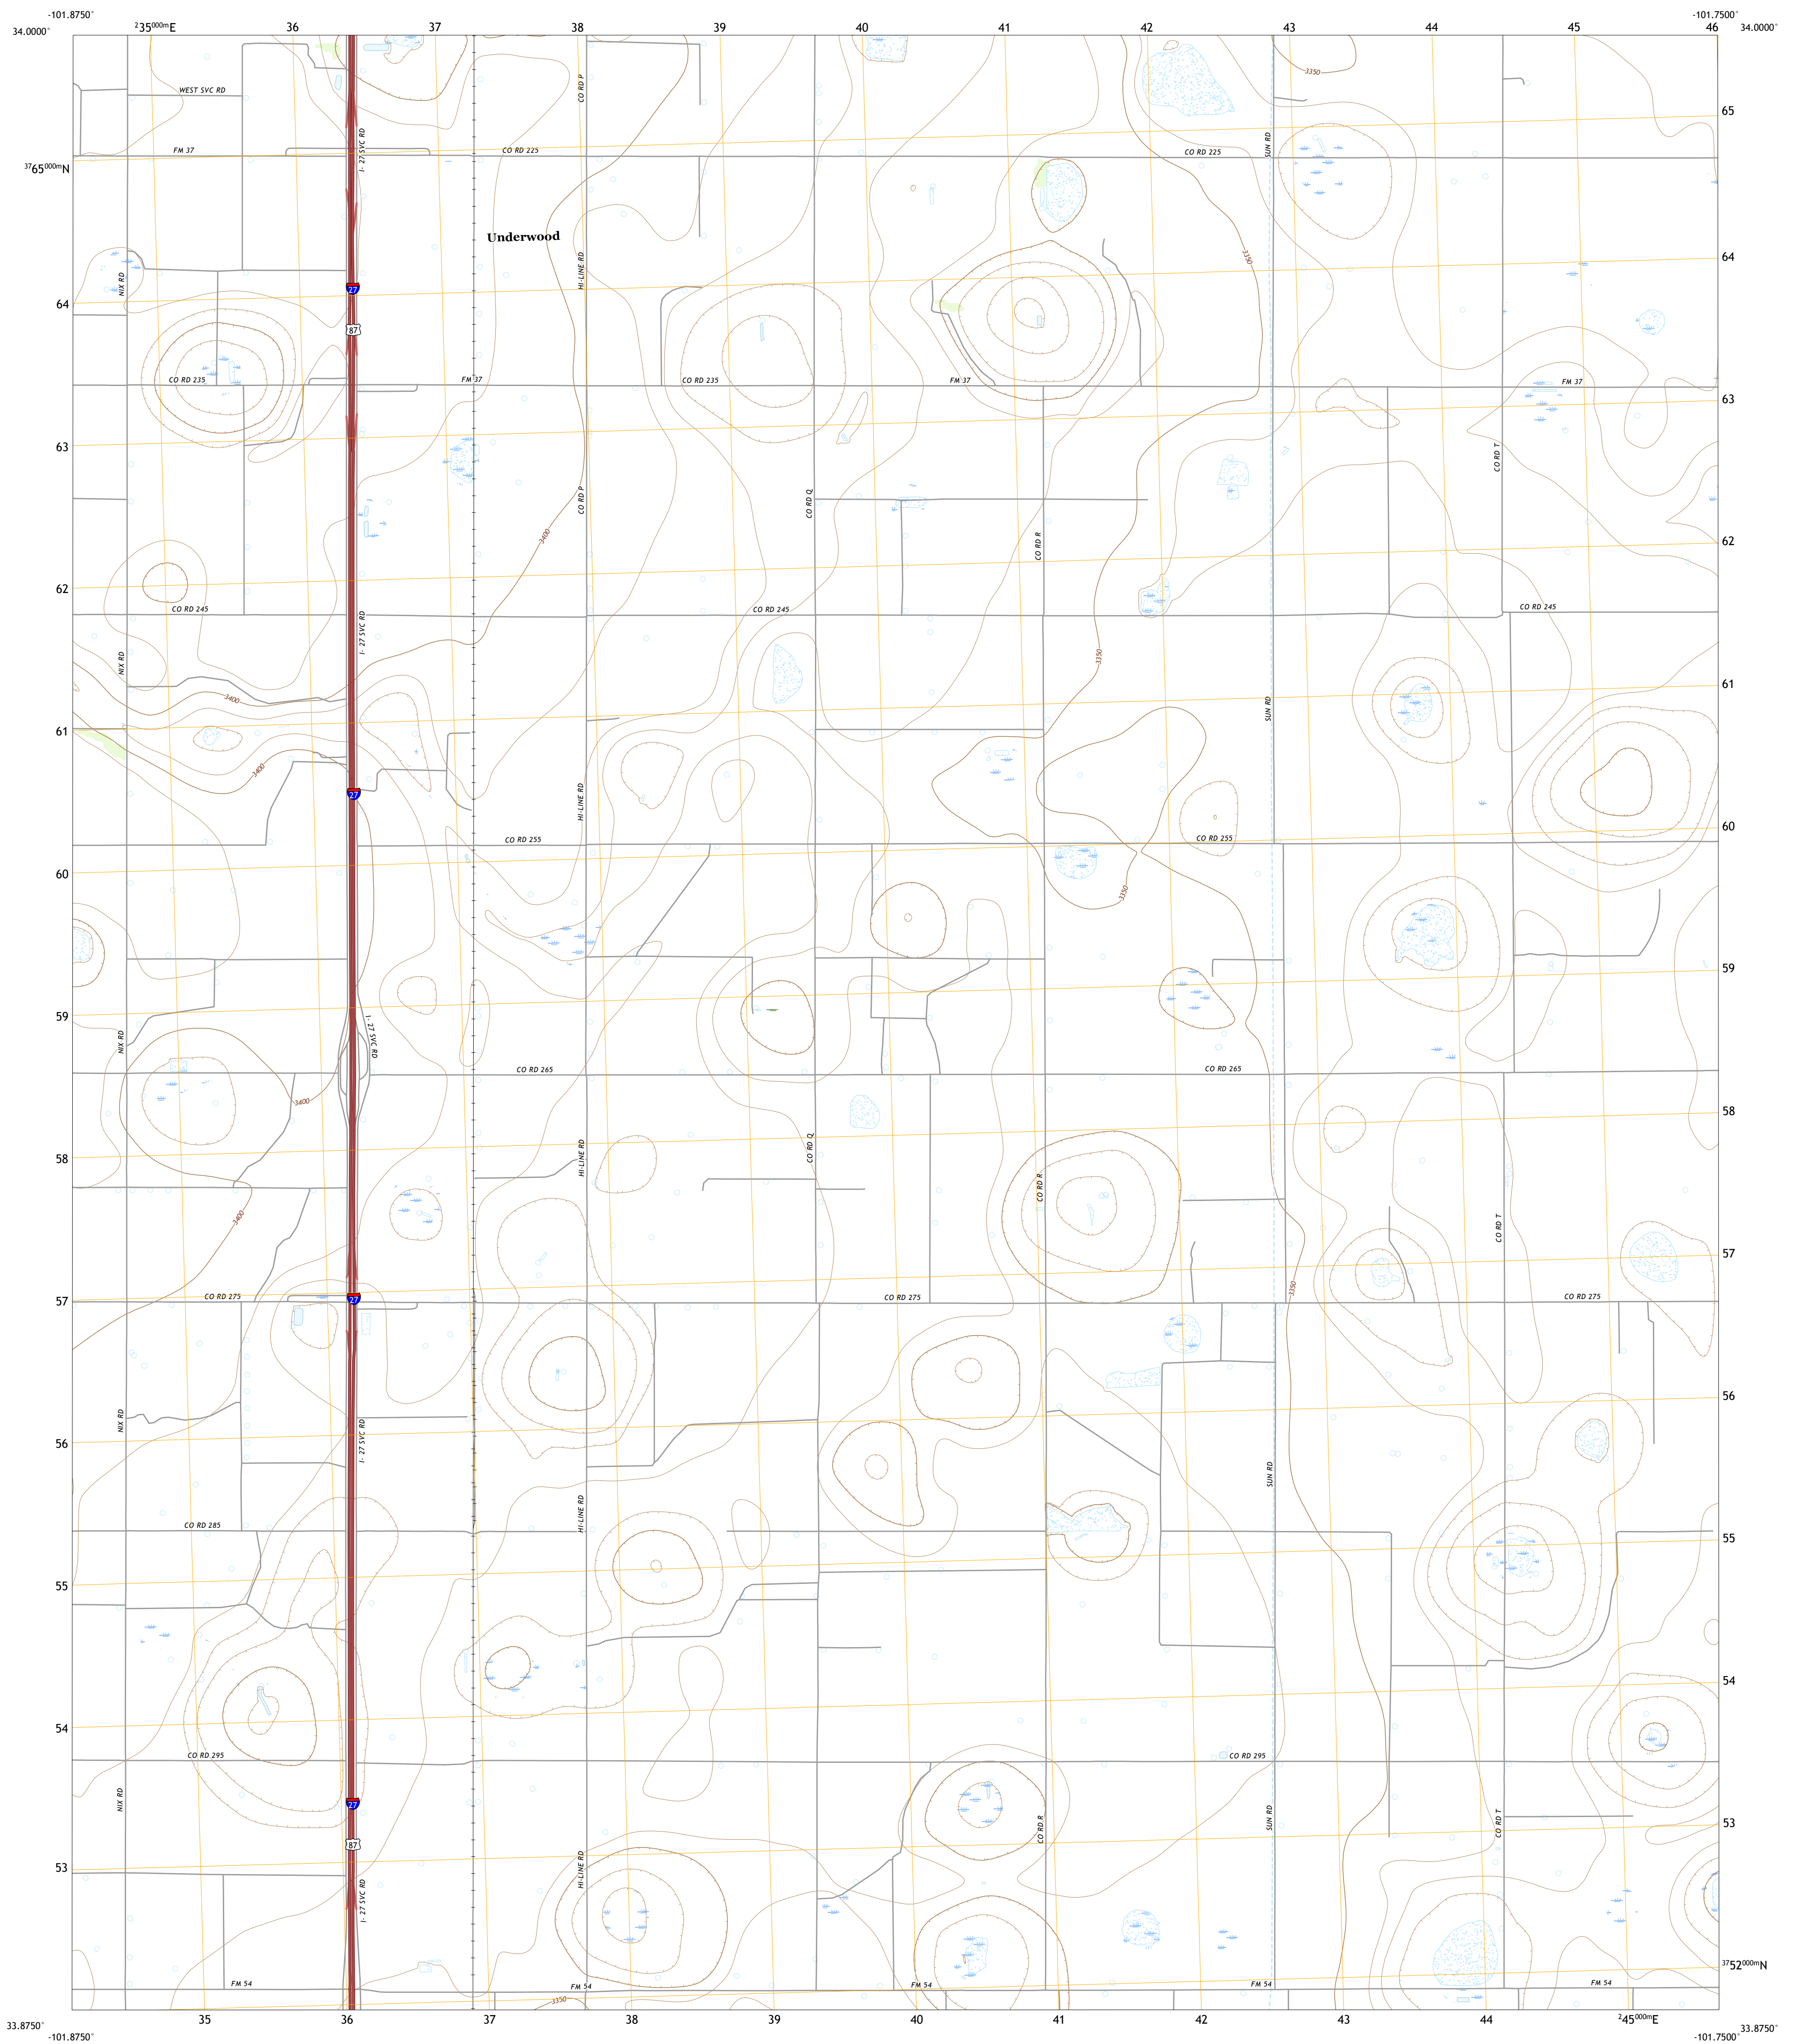 -101.8750°
-101.7500°
34.0000°
²35⁰⁰⁰ᵐE
36
37
38
39
40
41
42
43
44
45
46
34.0000°
3350
CO RD P
WEST SVC RD
65
I- 27 SVC RD
SUN RD
FM 37
CO RD 225
CO RD 225
³⁷65⁰⁰⁰ᵐN
Underwood
3350
64
NIX RD
HI-LINE RD
27
64
87
CO RD 235
FM 37
CO RD 235
FM 37
FM 37
63
63
CO RD T
CO RD P
CO RD Q
3400
CO RD R
62
62
CO RD 245
CO RD 245
CO RD 245
I- 27 SVC RD
NIX RD
3350
61
3400
SUN RD
61
3400
27
HI-LINE RD
60
CO RD 255
CO RD 255
60
3350
59
59
NIX RD
I- 27 SVC RD
CO RD 265
CO RD 265
3400
58
58
HI-LINE RD
CO RD Q
CO RD R
3400
CO RD T
57
3350
57
CO RD 275
27
CO RD 275
CO RD 275
56
NIX RD
I- 27 SVC RD
56
SUN RD
HI-LINE RD
CO RD 285
55
55
54
54
CO RD 295
CO RD 295
NIX RD
27
SUN RD
CO RD R
CO RD T
53
87
53
HI-LINE RD
I- 27 SVC RD
³⁷52⁰⁰⁰ᵐN
FM 54
FM 54
FM 54
FM 54
FM 54
3350
33.8750°
35
36
37
38
39
40
41
42
43
44
²45⁰⁰⁰ᵐE
33.8750°
-101.8750°
-101.7500°